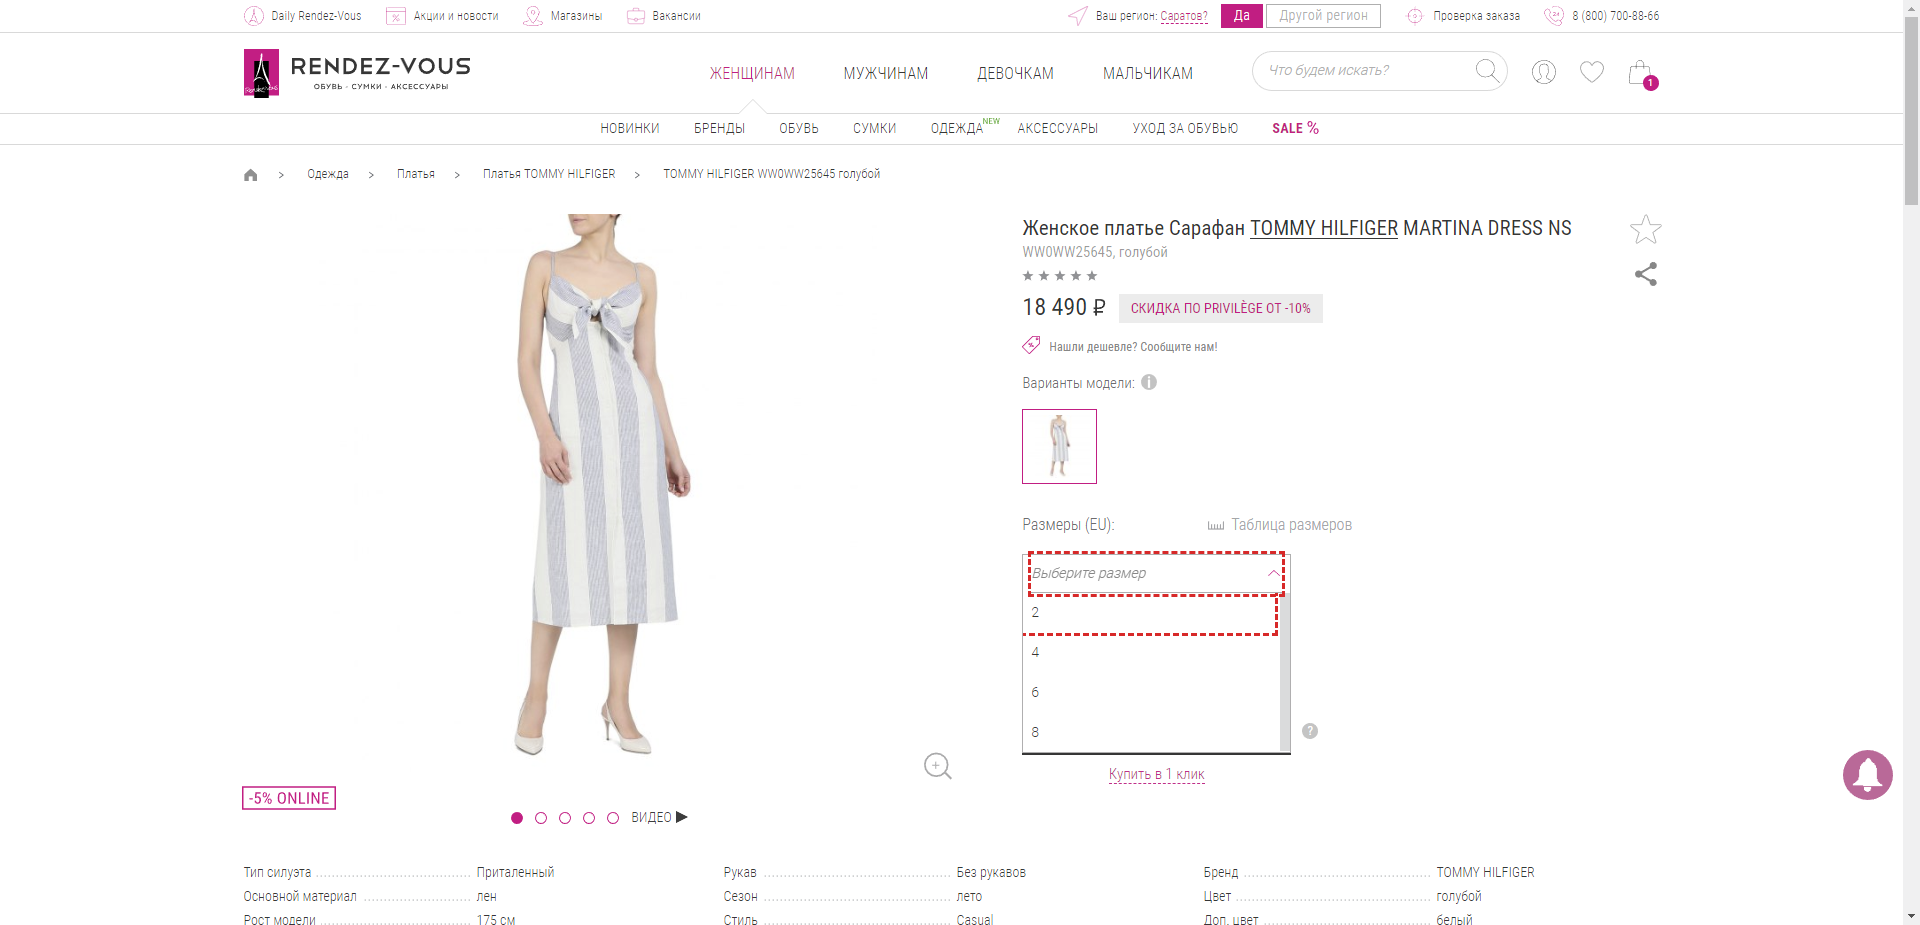 Daily Rendez-Vous
Акции и новости
Магазины
Вакансии
Ваш регион: Саратов?
Да
Другой регион
Проверка заказа
8 (800) 700-88-66
RENDEZ-VOUS
ОБУВЬ · СУМКИ · АКСЕССУАРЫ
ЖЕНЩИНАМ
МУЖЧИНАМ
ДЕВОЧКАМ
МАЛЬЧИКАМ
Что будем искать?
1
НОВИНКИ
БРЕНДЫ
ОБУВЬ
СУМКИ
ОДЕЖДА NEW
АКСЕССУАРЫ
УХОД ЗА ОБУВЬЮ
SALE %
Одежда > Платья > Платья TOMMY HILFIGER > TOMMY HILFIGER WW0WW25645 голубой
Женское платье Сарафан TOMMY HILFIGER MARTINA DRESS NS
WW0WW25645, голубой
18 490 ₽
СКИДКА ПО PRIVILÈGE ОТ -10%
Нашли дешевле? Сообщите нам!
Варианты модели:
Размеры (EU):
Таблица размеров
Выберите размер
2
4
6
8
?
Купить в 1 клик
-5% ONLINE
ВИДЕО
Тип силуэта Приталенный
Основной материал лен
Рост модели 175 см
Рукав Без рукавов
Сезон лето
Стиль Casual
Бренд TOMMY HILFIGER
Цвет голубой
Доп. цвет белый